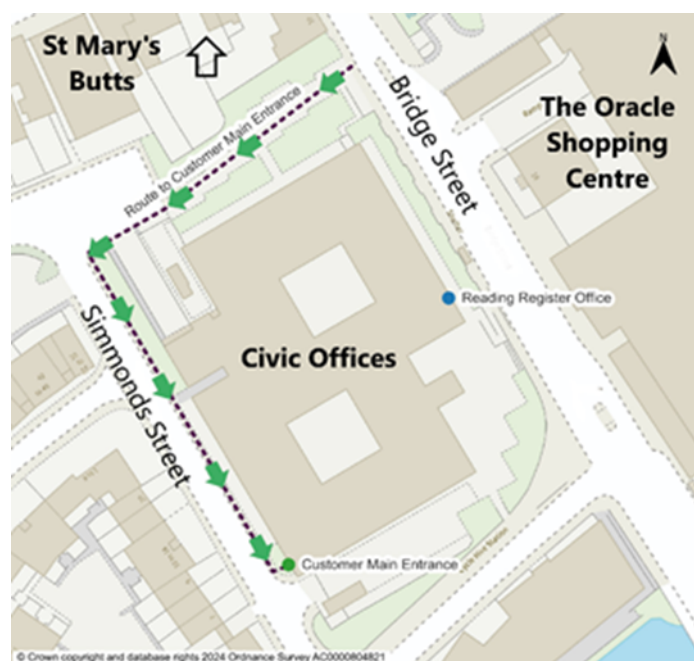 St Mary's
Butts
N
The Oracle
Shopping
Centre
Bridge Street
Route to Customer Main Entrance
Reading Register Office
Civic Offices
Simmonds Street
Customer Main Entrance
© Crown copyright and database rights 2024 Ordnance Survey AC0000804821